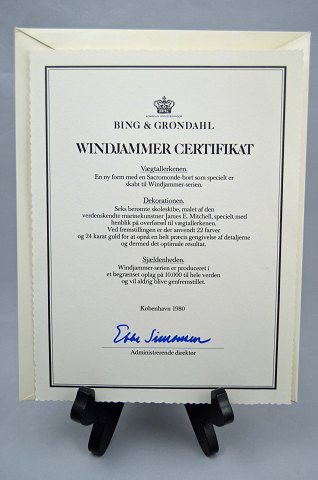 BING & GRØNDAHL
WINDJAMMER CERTIFIKAT
Vægtallerkenen.
En ny form med en Sacromonde-bort som specielt er
skabt til Windjammer-serien.
Dekorationen.
Seks berømte skoleskibe, malet af den
verdenskendte marinekunstner James E. Mitchell, specielt med
henblik på overførsel til vægtallerkenen.
Ved fremstillingen er der anvendt 22 farver
og 24 karat guld for at opnå en helt præcis gengivelse af detaljerne
og dermed det optimale resultat.
Sjældenheden.
Windjammer-serien er produceret i
et begrænset oplag på 10.000 til hele verden
og vil aldrig blive genfremstillet.
København 1980
Administrerende direktør